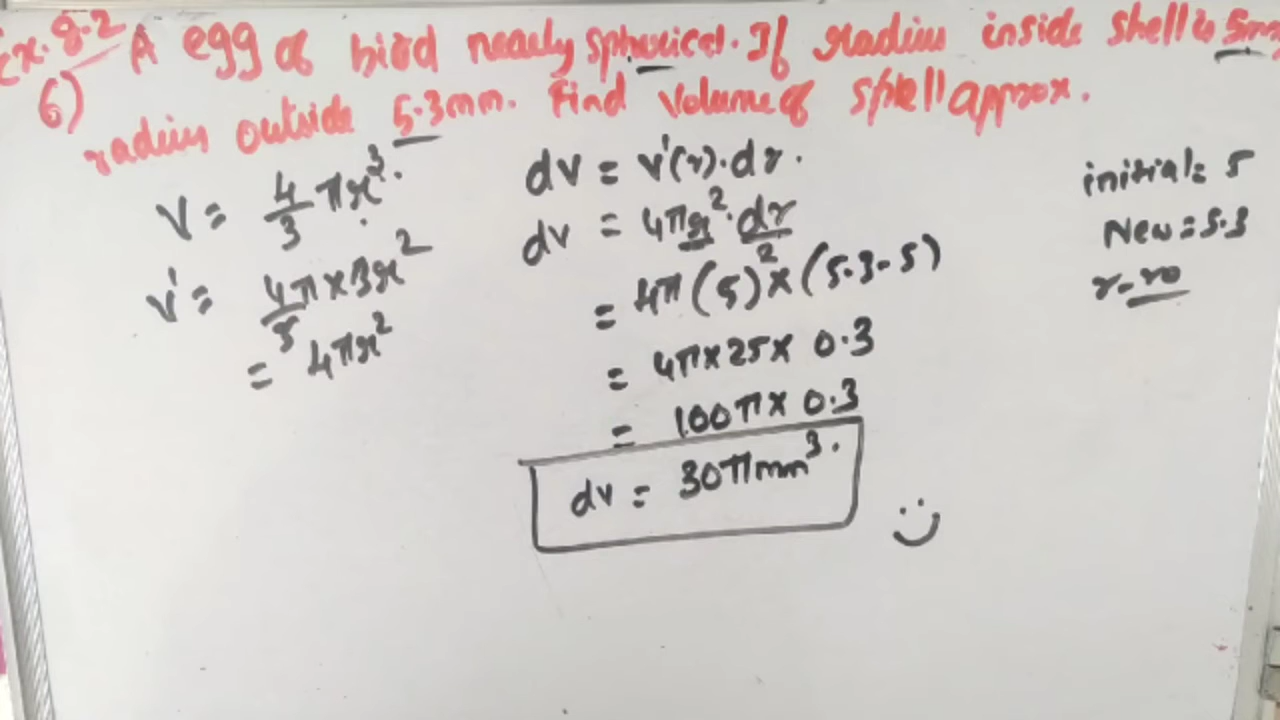 Ex. 8.2
6) A egg of bird nearly spherical. If radius inside shell is 5mm
radius outside 5.3mm. Find Volume of shell approx.
V = 4/3 πr³.
V' = 4π/3 × 3r²
= 4πr²
dv = v'(r).dr.
dv = 4πr².dr
= 4π(5)² × (5.3-5)
= 4π×25× 0.3
= 100π× 0.3
dv = 30π mm³.
initial = 5
New = 5.3
r-r0